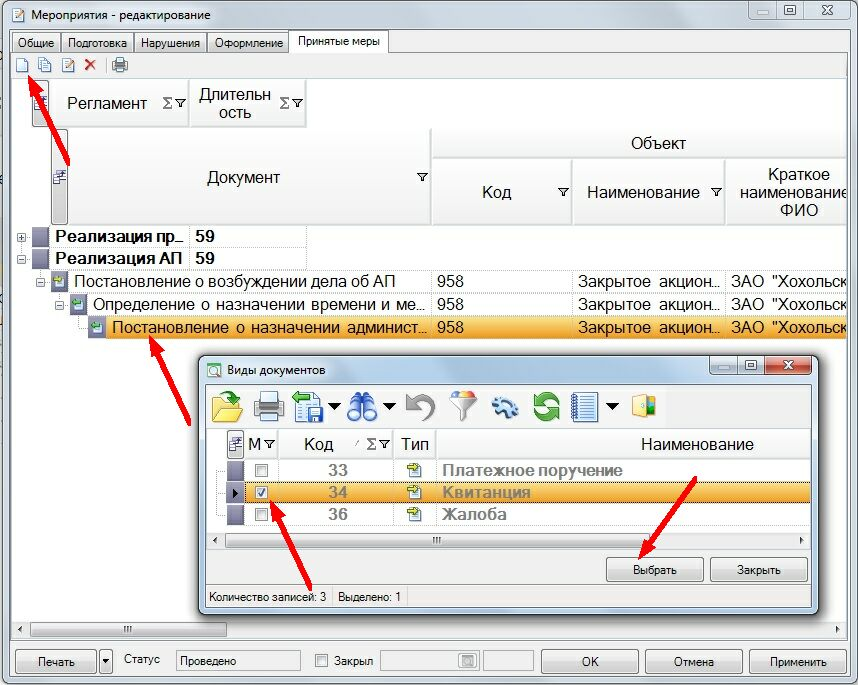 Мероприятия - редактирование
Общие Подготовка Нарушения Оформление Принятые меры
Регламент Σ Длительн
ость Σ
Документ Объект
Код Наименование Краткое
наименование
ФИО
Реализация пр... 59
Реализация АП 59
Постановление о возбуждении дела об АП 958 Закрытое акцион... ЗАО "Хохольск
Определение о назначении времени и ме... 958 Закрытое акцион... ЗАО "Хохольск
Постановление о назначении админист... 958 Закрытое акцион... ЗАО "Хохольск
Виды документов
М Код Σ Тип Наименование
33 Платежное поручение
34 Квитанция
36 Жалоба
Выбрать Закрыть
Количество записей: 3 Выделено: 1
Печать Статус Проведено Закрыл OK Отмена Применить